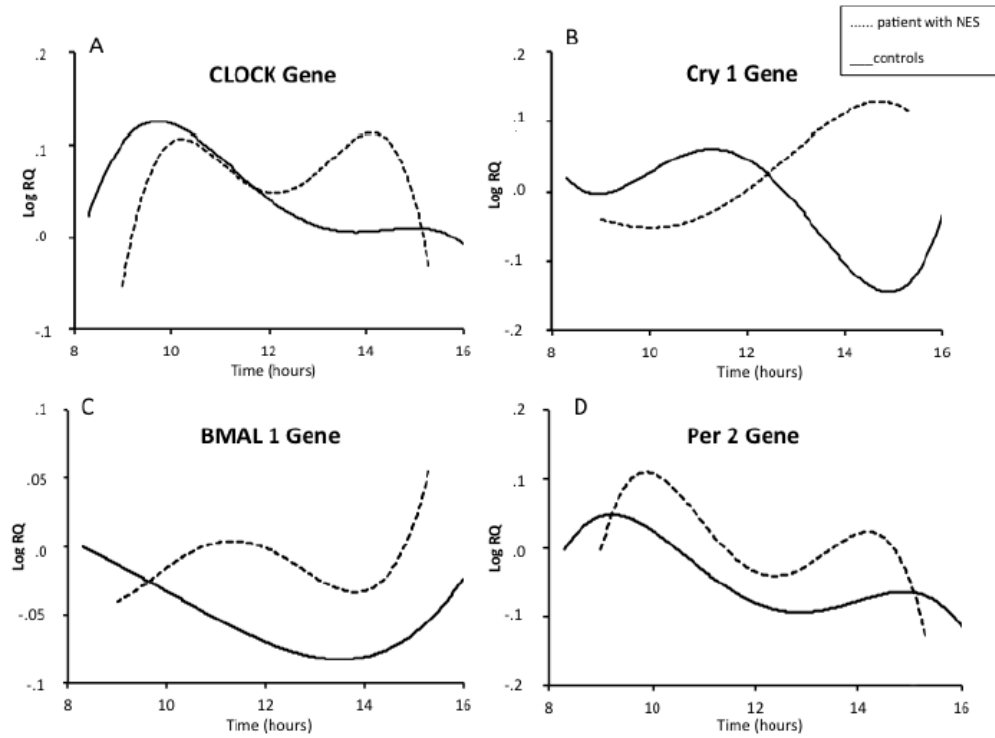 ...... patient with NES
___controls
A
CLOCK Gene
.2
.1
.0
-.1
Log RQ
8 10 12 14 16
Time (hours)
B
Cry 1 Gene
.2
.1
.0
-.1
-.2
Log RQ
8 10 12 14 16
Time (hours)
C
BMAL 1 Gene
.1
.05
.0
-.05
-.1
Log RQ
8 10 12 14 16
Time (hours)
D
Per 2 Gene
.2
.1
.0
-.1
-.2
Log RQ
8 10 12 14 16
Time (hours)